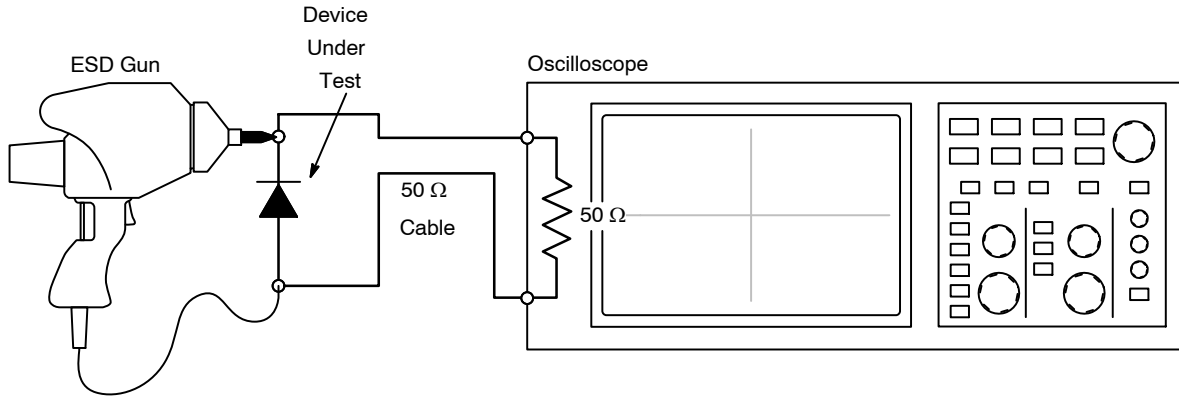 Device
Under
Test
ESD Gun
Oscilloscope
50 Ω
Cable
50 Ω